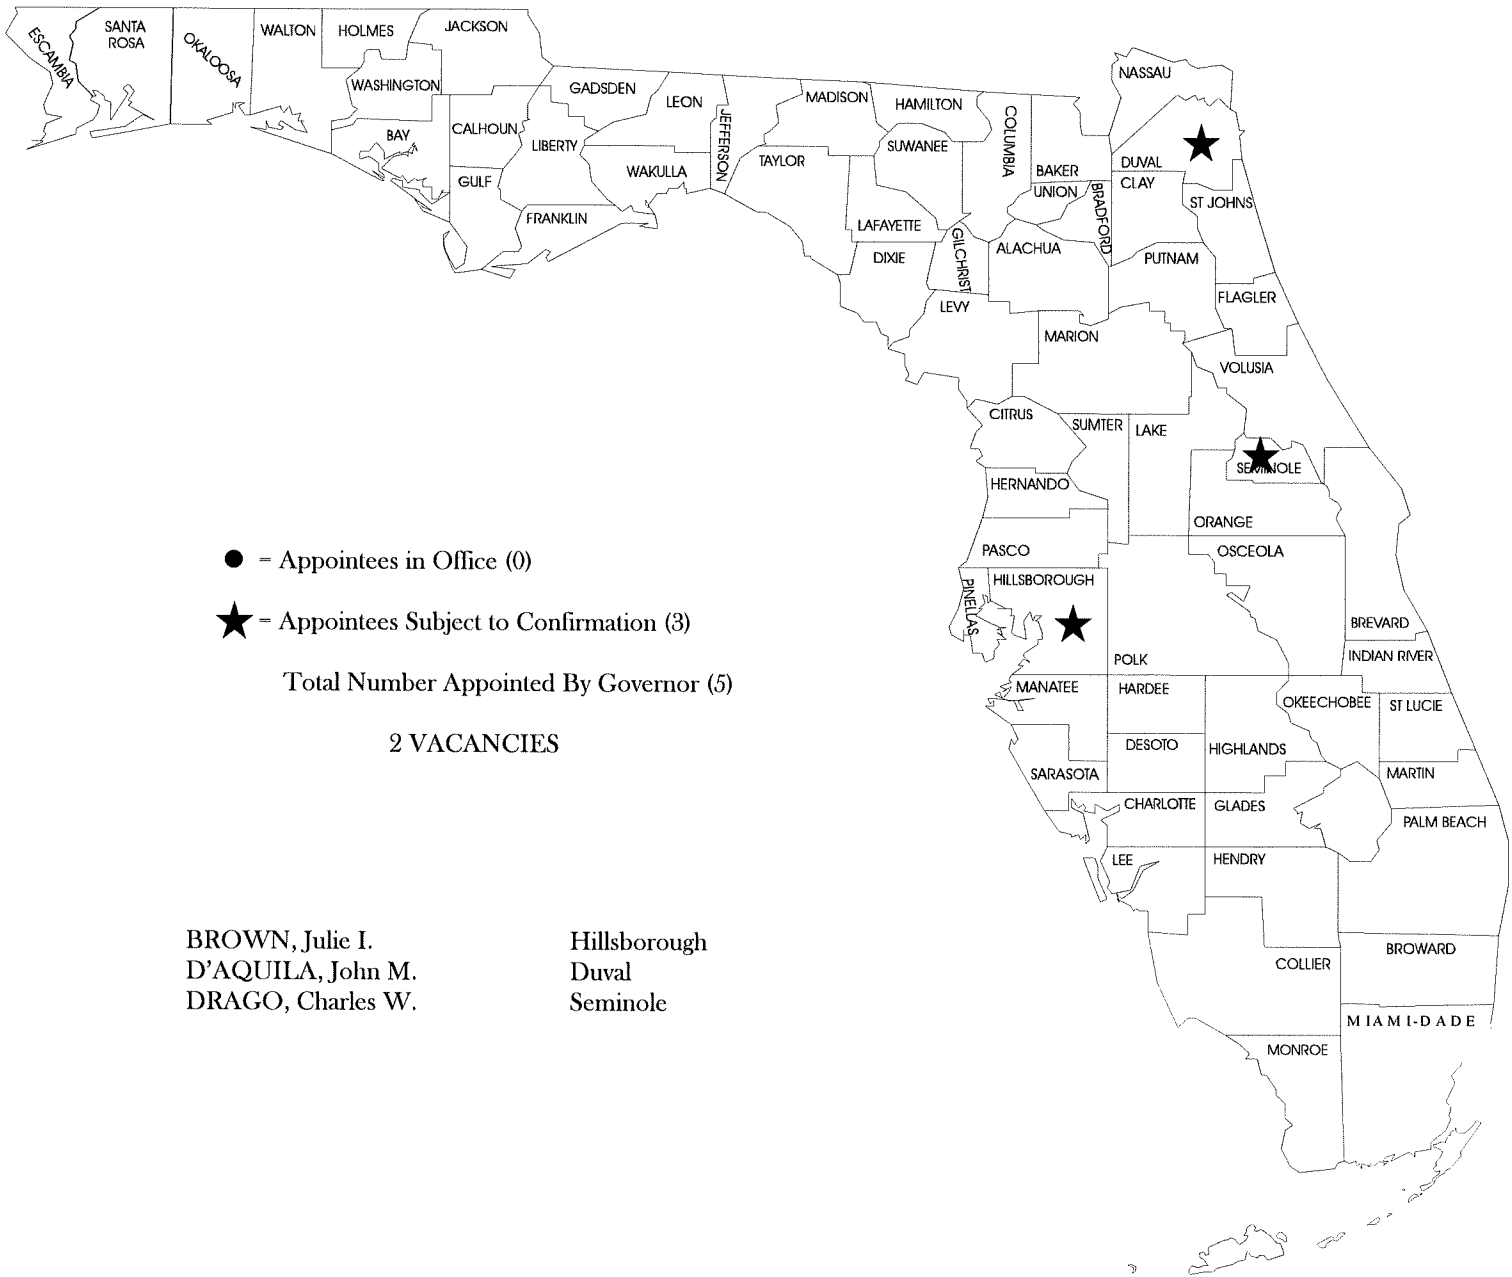 ESCAMBIA
SANTA
ROSA
OKALOOSA
WALTON
HOLMES
JACKSON
WASHINGTON
BAY
CALHOUN
GULF
GADSDEN
LIBERTY
FRANKLIN
LEON
WAKULLA
JEFFERSON
MADISON
TAYLOR
HAMILTON
SUWANEE
LAFAYETTE
DIXIE
COLUMBIA
GILCHRIST
LEVY
BAKER
UNION
BRADFORD
ALACHUA
NASSAU
DUVAL
CLAY
ST JOHNS
PUTNAM
FLAGLER
MARION
VOLUSIA
CITRUS
SUMTER
LAKE
SEMINOLE
HERNANDO
ORANGE
PASCO
OSCEOLA
PINELLAS
HILLSBOROUGH
POLK
BREVARD
INDIAN RIVER
MANATEE
HARDEE
OKEECHOBEE
ST LUCIE
DESOTO
HIGHLANDS
SARASOTA
MARTIN
CHARLOTTE
GLADES
PALM BEACH
LEE
HENDRY
BROWARD
COLLIER
MIAMI-DADE
MONROE
= Appointees in Office (0)
= Appointees Subject to Confirmation (3)
Total Number Appointed By Governor (5)
2 VACANCIES
BROWN, Julie I. Hillsborough
D'AQUILA, John M. Duval
DRAGO, Charles W. Seminole